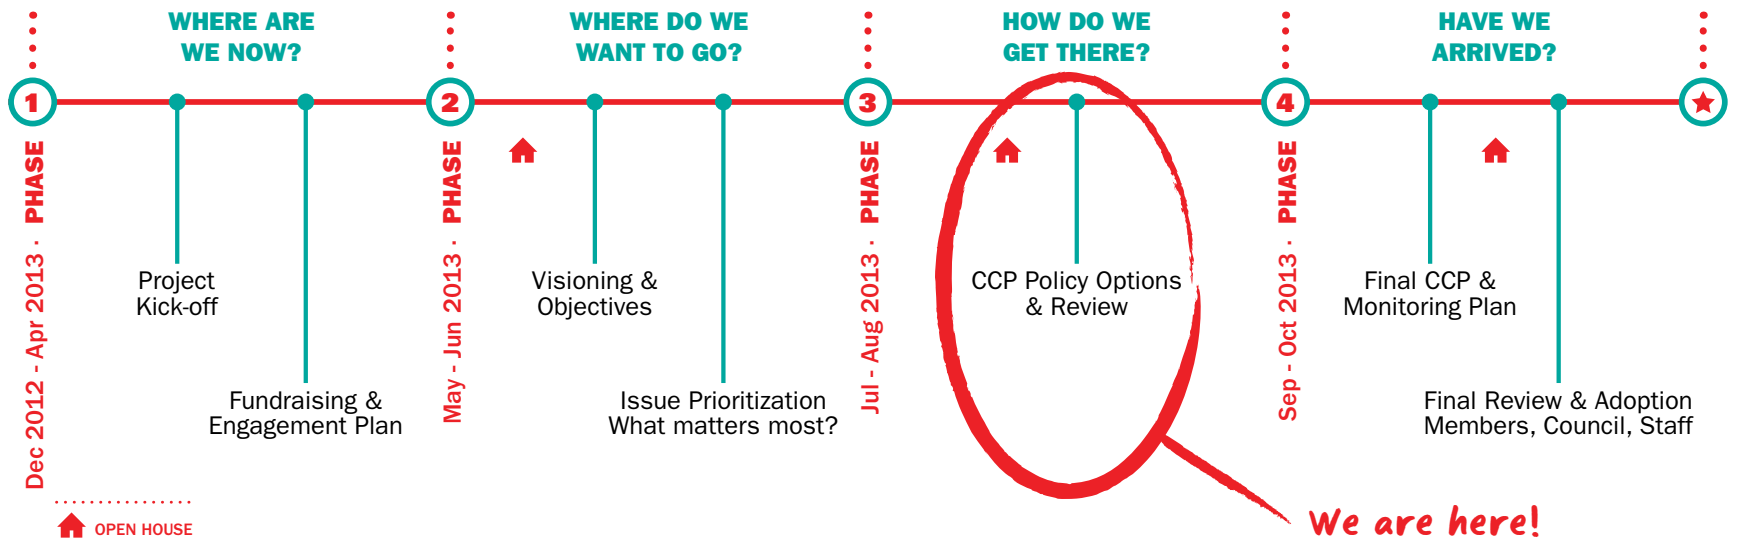 WHERE ARE
WE NOW?
WHERE DO WE
WANT TO GO?
HOW DO WE
GET THERE?
HAVE WE
ARRIVED?
1
2
3
4
Dec 2012 - Apr 2013 · PHASE
May - Jun 2013 · PHASE
Jul - Aug 2013 · PHASE
Sep - Oct 2013 · PHASE
Project
Kick-off
Fundraising &
Engagement Plan
Visioning &
Objectives
Issue Prioritization
What matters most?
CCP Policy Options
& Review
Final CCP &
Monitoring Plan
Final Review & Adoption
Members, Council, Staff
OPEN HOUSE
We are here!